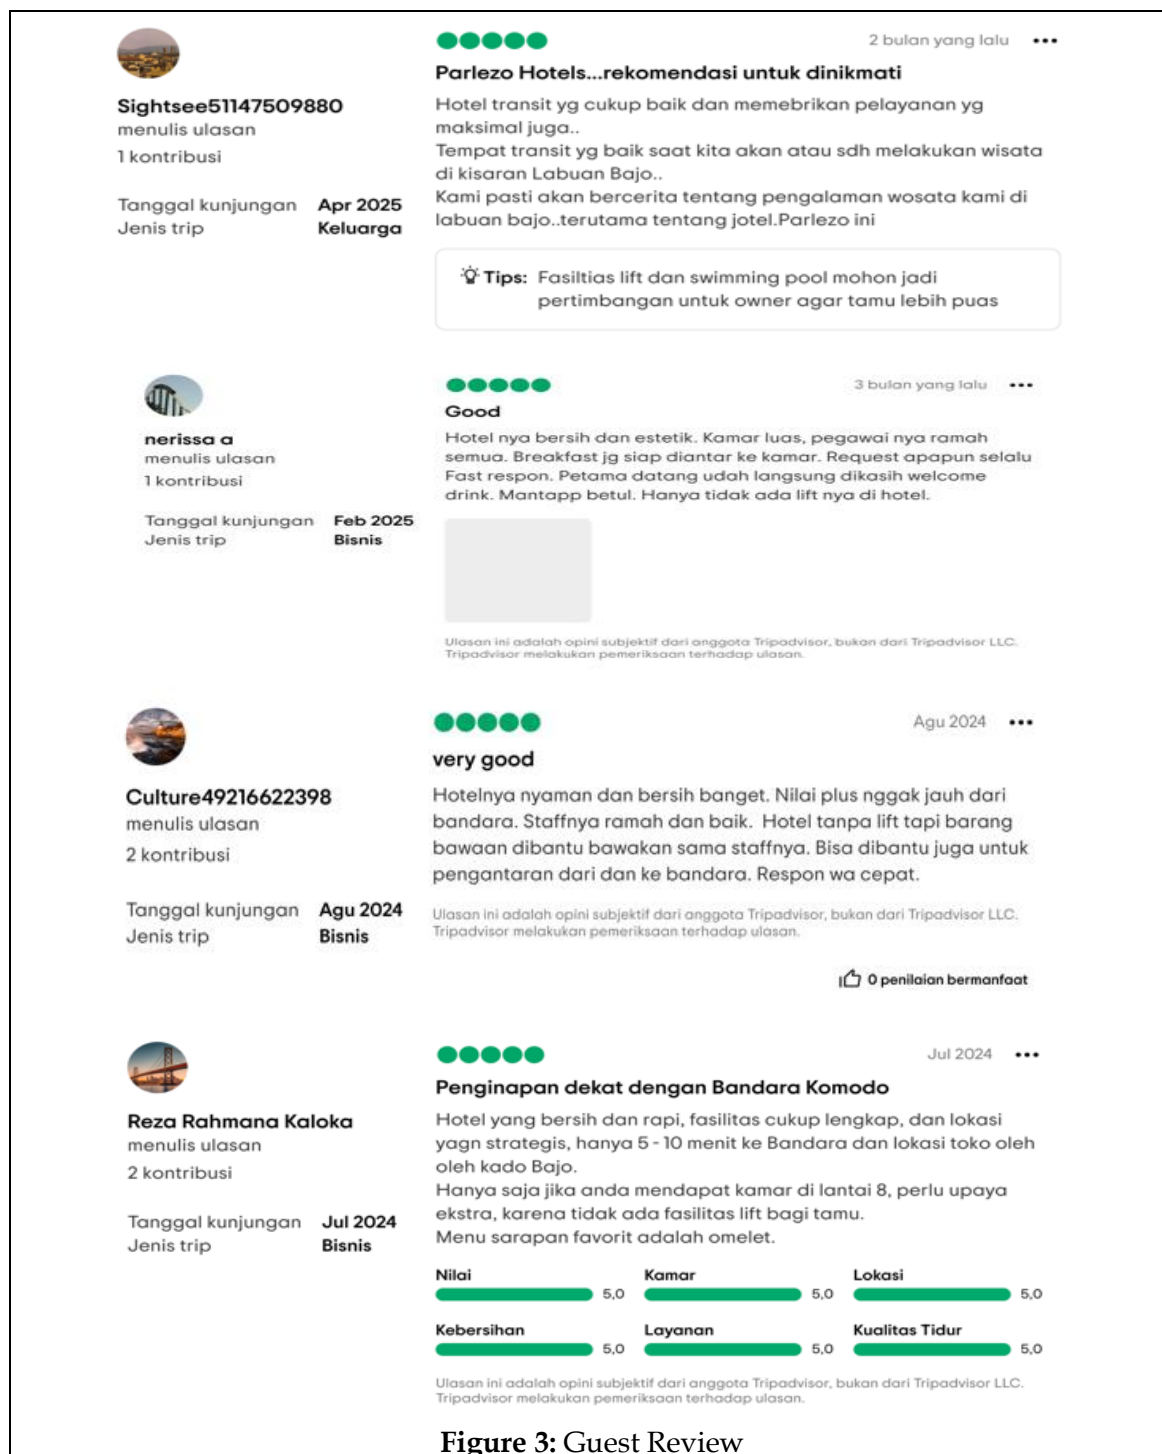 2 bulan yang lalu
Parlezo Hotels...rekomendasi untuk dinikmati
Sightsee51147509880
menulis ulasan
1 kontribusi
Tanggal kunjungan Apr 2025
Jenis trip Keluarga
Hotel transit yg cukup baik dan memebrikan pelayanan yg
maksimal juga..
Tempat transit yg baik saat kita akan atau sdh melakukan wisata
di kisaran Labuan Bajo..
Kami pasti akan bercerita tentang pengalaman wosata kami di
labuan bajo..terutama tentang jotel.Parlezo ini
Tips: Fasiltias lift dan swimming pool mohon jadi
pertimbangan untuk owner agar tamu lebih puas
3 bulan yang lalu
Good
nerissa a
menulis ulasan
1 kontribusi
Tanggal kunjungan Feb 2025
Jenis trip Bisnis
Hotel nya bersih dan estetik. Kamar luas, pegawai nya ramah
semua. Breakfast jg siap diantar ke kamar. Request apapun selalu
Fast respon. Petama datang udah langsung dikasih welcome
drink. Mantapp betul. Hanya tidak ada lift nya di hotel.
Ulasan ini adalah opini subjektif dari anggota Tripadvisor, bukan dari Tripadvisor LLC.
Tripadvisor melakukan pemeriksaan terhadap ulasan.
Agu 2024
very good
Culture49216622398
menulis ulasan
2 kontribusi
Tanggal kunjungan Agu 2024
Jenis trip Bisnis
Hotelnya nyaman dan bersih banget. Nilai plus nggak jauh dari
bandara. Staffnya ramah dan baik. Hotel tanpa lift tapi barang
bawaan dibantu bawakan sama staffnya. Bisa dibantu juga untuk
pengantaran dari dan ke bandara. Respon wa cepat.
Ulasan ini adalah opini subjektif dari anggota Tripadvisor, bukan dari Tripadvisor LLC.
Tripadvisor melakukan pemeriksaan terhadap ulasan.
0 penilaian bermanfaat
Jul 2024
Penginapan dekat dengan Bandara Komodo
Reza Rahmana Kaloka
menulis ulasan
2 kontribusi
Tanggal kunjungan Jul 2024
Jenis trip Bisnis
Hotel yang bersih dan rapi, fasilitas cukup lengkap, dan lokasi
yagn strategis, hanya 5 - 10 menit ke Bandara dan lokasi toko oleh
oleh kado Bajo.
Hanya saja jika anda mendapat kamar di lantai 8, perlu upaya
ekstra, karena tidak ada fasilitas lift bagi tamu.
Menu sarapan favorit adalah omelet.
Nilai Kamar Lokasi
5,0 5,0 5,0
Kebersihan Layanan Kualitas Tidur
5,0 5,0 5,0
Ulasan ini adalah opini subjektif dari anggota Tripadvisor, bukan dari Tripadvisor LLC.
Tripadvisor melakukan pemeriksaan terhadap ulasan.
Figure 3: Guest Review